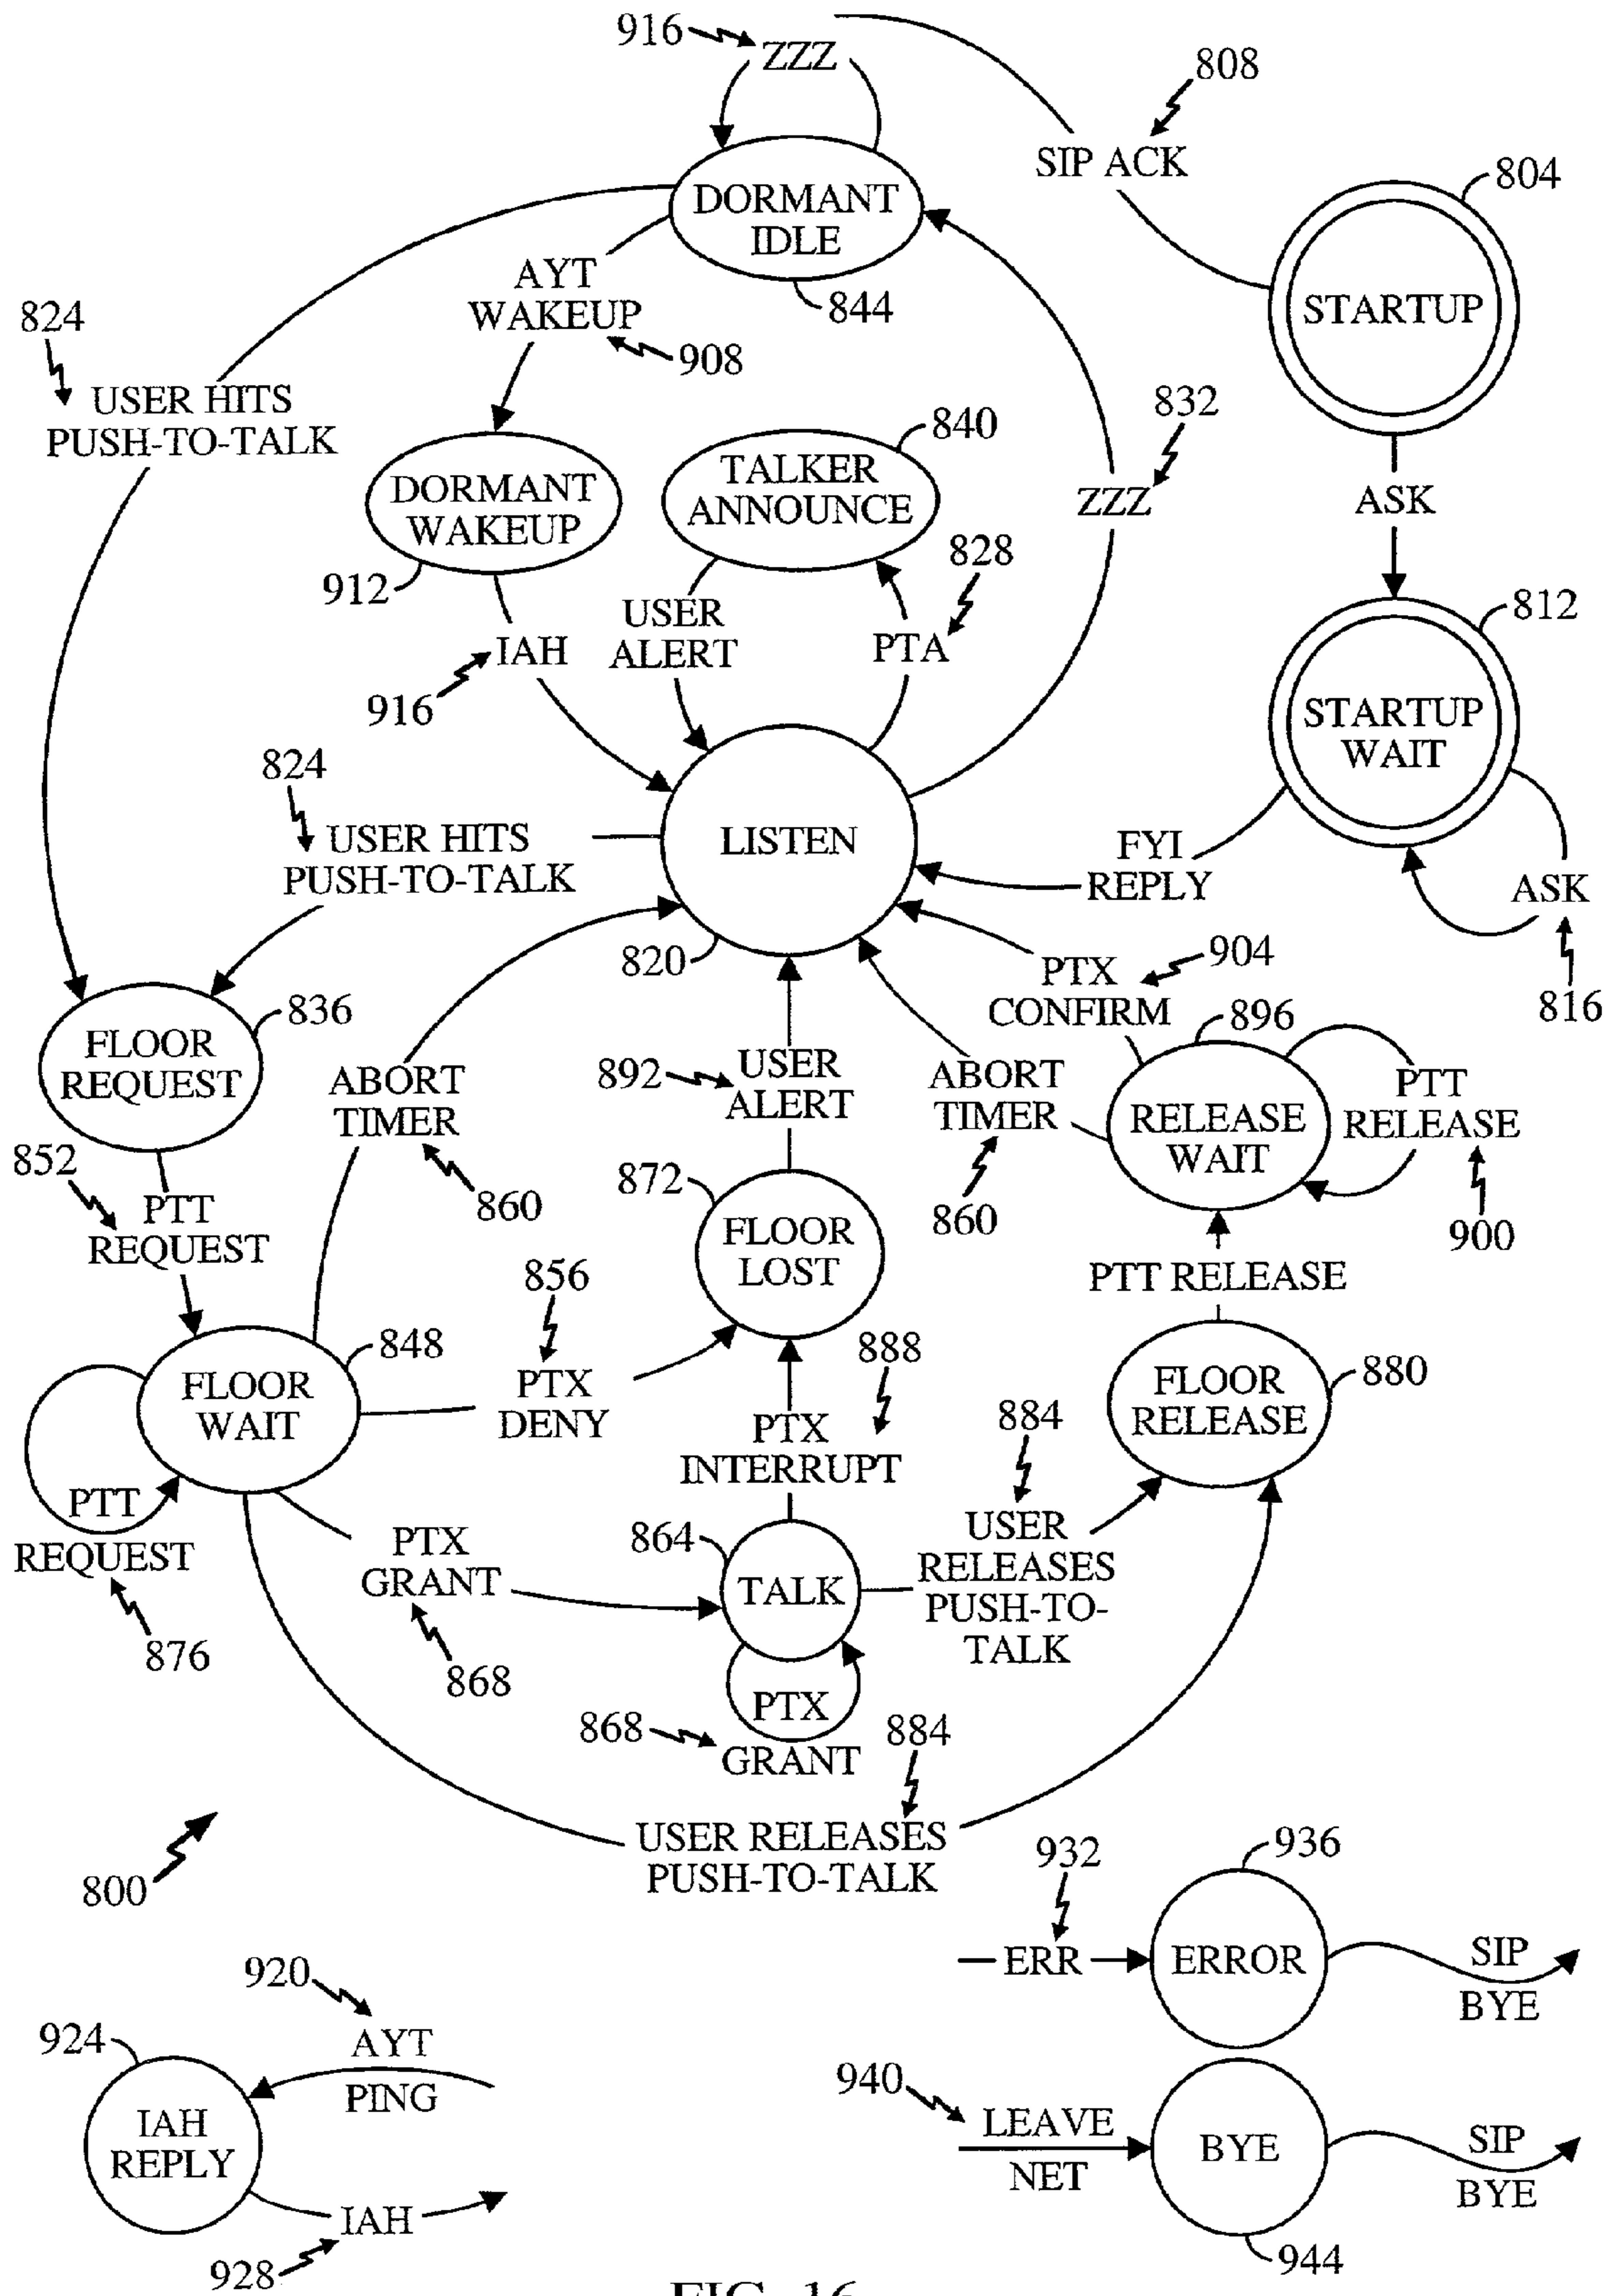 916
ZZZ
808
SIP ACK
804
STARTUP
DORMANT
IDLE
844
AYT
WAKEUP
908
824
USER HITS
PUSH-TO-TALK
832
ZZZ
ASK
840
TALKER
ANNOUNCE
DORMANT
WAKEUP
912
828
PTA
USER
ALERT
IAH
916
812
STARTUP
WAIT
824
USER HITS
PUSH-TO-TALK
LISTEN
820
FYI
REPLY
ASK
816
PTX
CONFIRM
904
836
FLOOR
REQUEST
896
RELEASE
WAIT
PTT
RELEASE
900
ABORT
TIMER
860
892
USER
ALERT
ABORT
TIMER
860
852
PTT
REQUEST
872
FLOOR
LOST
PTT RELEASE
856
PTX
DENY
848
FLOOR
WAIT
888
PTX
INTERRUPT
880
FLOOR
RELEASE
884
USER
RELEASES
PUSH-TO-
TALK
PTT
REQUEST
876
PTX
GRANT
868
864
TALK
PTX
GRANT
868
884
USER RELEASES
PUSH-TO-TALK
800
932
ERR
936
ERROR
SIP
BYE
920
AYT
PING
924
IAH
REPLY
IAH
928
940
LEAVE
NET
BYE
944
SIP
BYE
FIG. 16